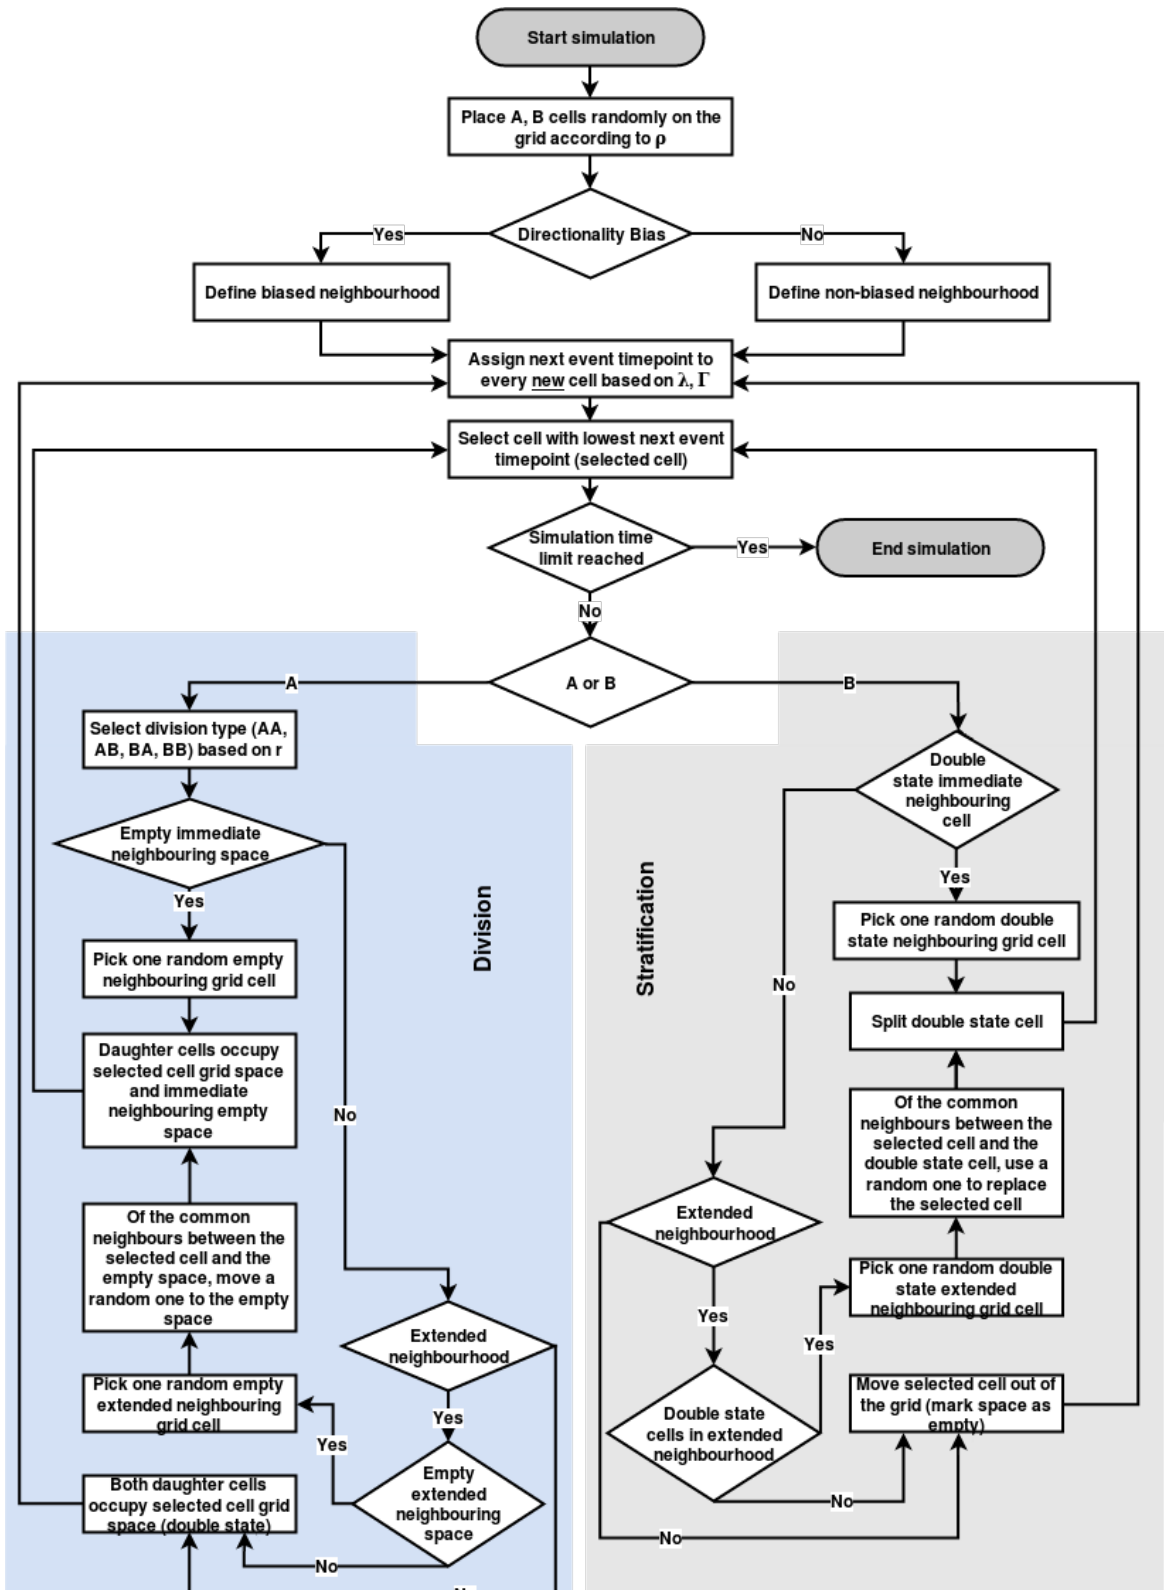 Start simulation
Place A, B cells randomly on the
grid according to ρ
Directionality Bias
Yes
No
Define biased neighbourhood
Define non-biased neighbourhood
Assign next event timepoint to
every new cell based on λ, Γ
Select cell with lowest next event
timepoint (selected cell)
Simulation time
limit reached
Yes
End simulation
No
A or B
A
B
Select division type (AA,
AB, BA, BB) based on r
Empty immediate
neighbouring space
Yes
Pick one random empty
neighbouring grid cell
Daughter cells occupy
selected cell grid space
and immediate
neighbouring empty
space
No
Division
Of the common
neighbours between the
selected cell and the
empty space, move a
random one to the empty
space
Extended
neighbourhood
Pick one random empty
extended neighbouring
grid cell
Yes
Yes
Empty
extended
neighbouring
space
Both daughter cells
occupy selected cell grid
space (double state)
No
Stratification
Double
state immediate
neighbouring
cell
Yes
Pick one random double
state neighbouring grid cell
No
Split double state cell
Of the common
neighbours between the
selected cell and the
double state cell, use a
random one to replace
the selected cell
Extended
neighbourhood
Pick one random double
state extended
neighbouring grid cell
Yes
Yes
Double state
cells in extended
neighbourhood
Move selected cell out of
the grid (mark space as
empty)
No
No